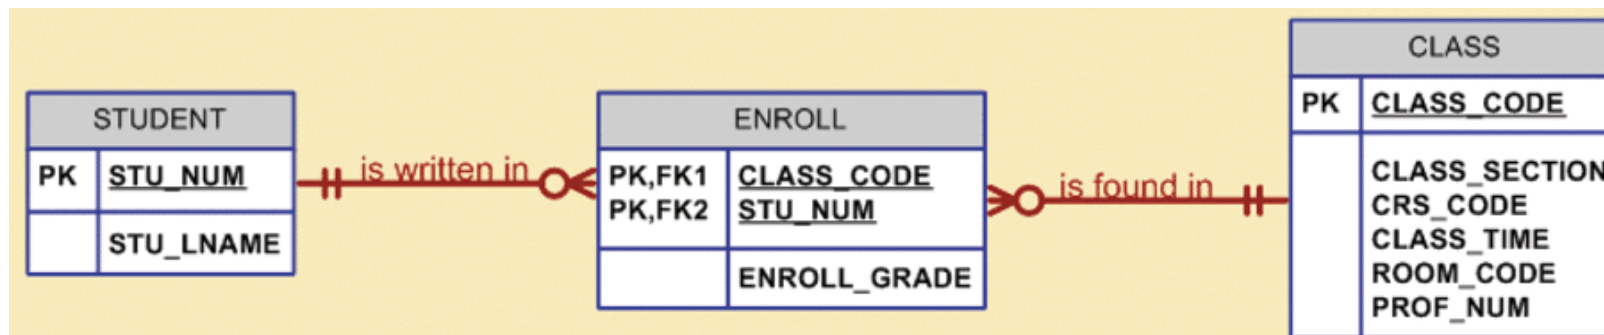 STUDENT
PK STU_NUM
STU_LNAME
is written in
ENROLL
PK,FK1 CLASS_CODE
PK,FK2 STU_NUM
ENROLL_GRADE
is found in
CLASS
PK CLASS_CODE
CLASS_SECTION
CRS_CODE
CLASS_TIME
ROOM_CODE
PROF_NUM